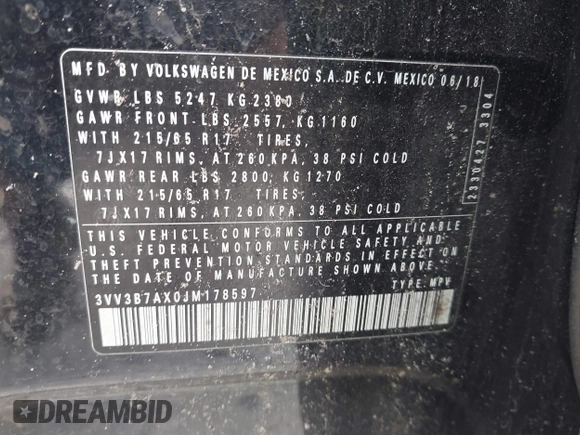 MFD. BY VOLKSWAGEN DE MEXICO S.A. DE C.V. MEXICO 06/18
GVWR LBS 5247 KG 2380
GAWR FRONT LBS 2557, KG 1160
WITH 215/65 R17 TIRES,
7JX17 RIMS, AT 260 KPA, 38 PSI COLD
GAWR REAR LBS 2800, KG 1270
WITH 215/65 R17 TIRES,
7JX17 RIMS, AT 260 KPA, 38 PSI COLD
THIS VEHICLE CONFORMS TO ALL APPLICABLE
U.S. FEDERAL MOTOR VEHICLE SAFETY AND
THEFT PREVENTION STANDARDS IN EFFECT ON
THE DATE OF MANUFACTURE SHOWN ABOVE.
3VV3B7AX0JM178597 TYPE: MPV
2330427 3304
DREAMBID